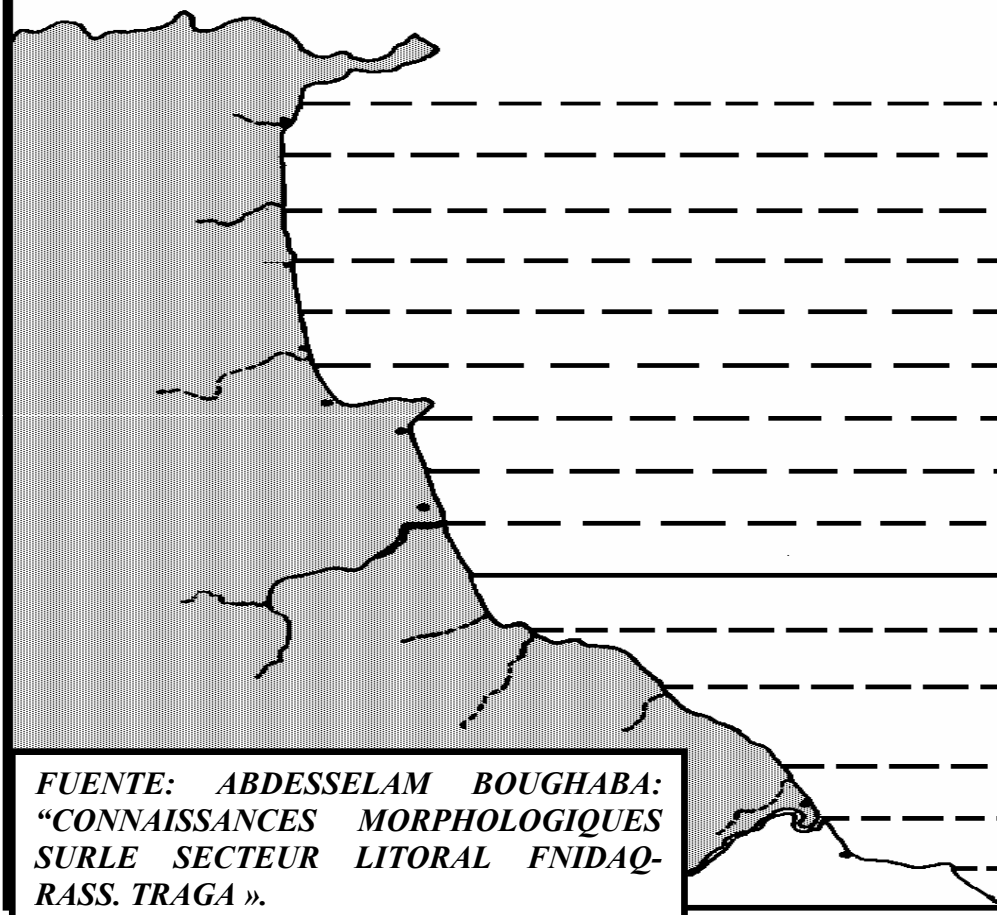 FUENTE: ABDESSELAM BOUGHABA:
“CONNAISSANCES MORPHOLOGIQUES
SURLE SECTEUR LITORAL FNIDAQ-
RASS. TRAGA ».